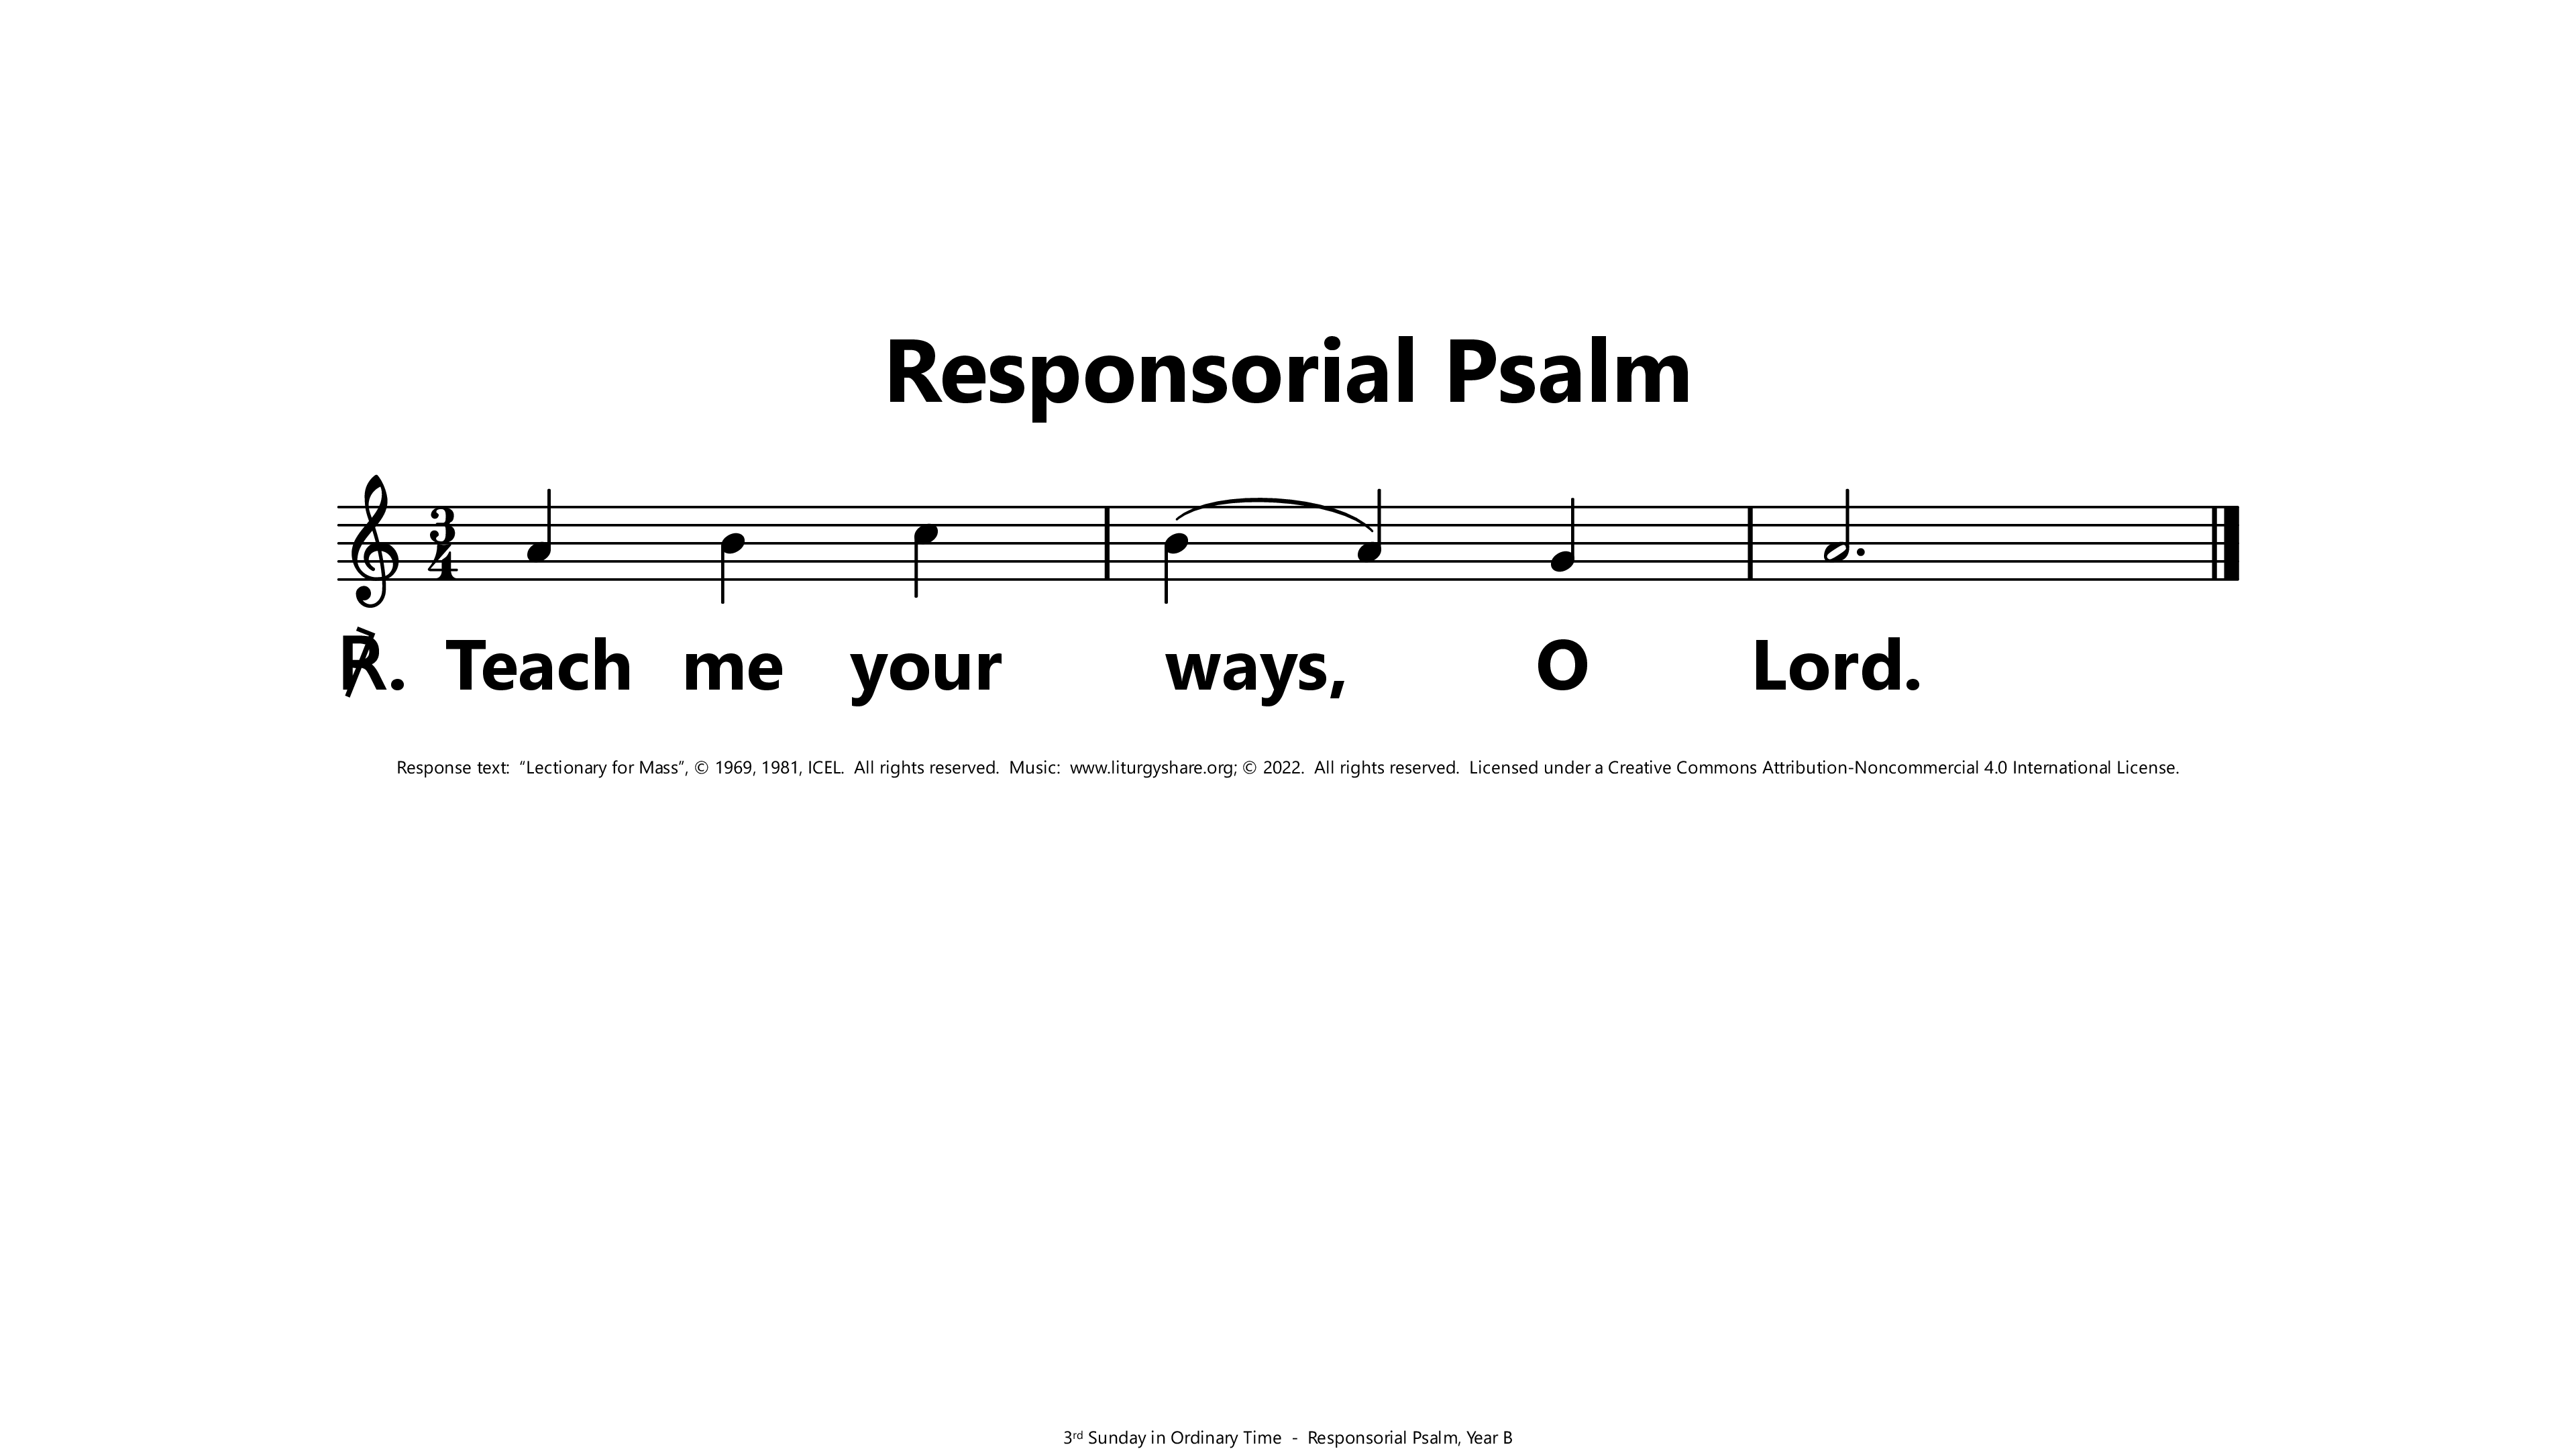 Responsorial Psalm
3
4
℟. Teach me your ways, O Lord.
Response text: “Lectionary for Mass”, © 1969, 1981, ICEL. All rights reserved. Music: www.liturgyshare.org; © 2022. All rights reserved. Licensed under a Creative Commons Attribution-Noncommercial 4.0 International License.
3rd Sunday in Ordinary Time - Responsorial Psalm, Year B